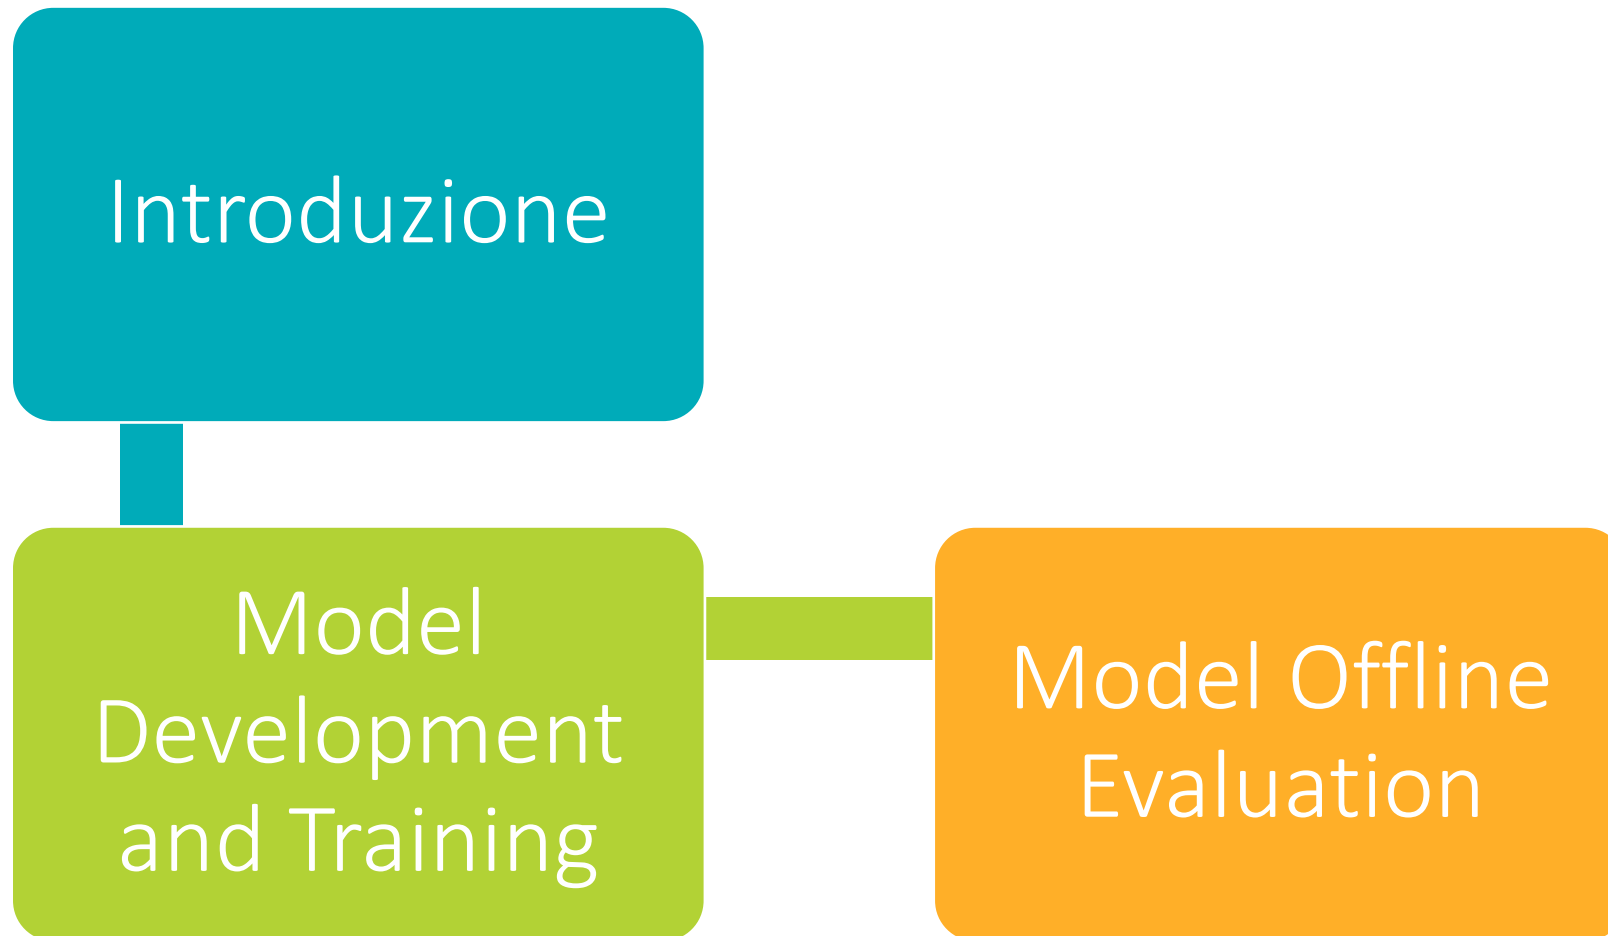 Introduzione
Model
Development
and Training
Model Offline
Evaluation